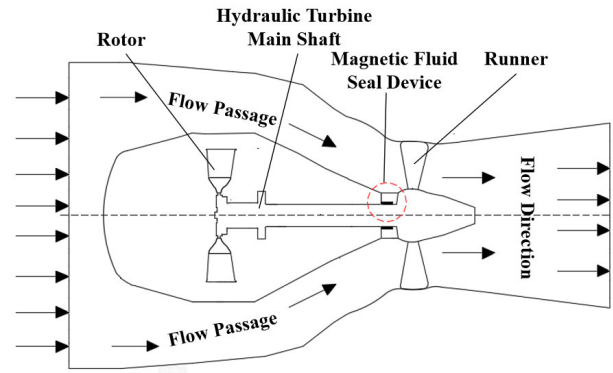 Hydraulic Turbine
Main Shaft
Rotor
Magnetic Fluid
Seal Device
Runner
Flow Passage
Flow Direction
Flow Passage